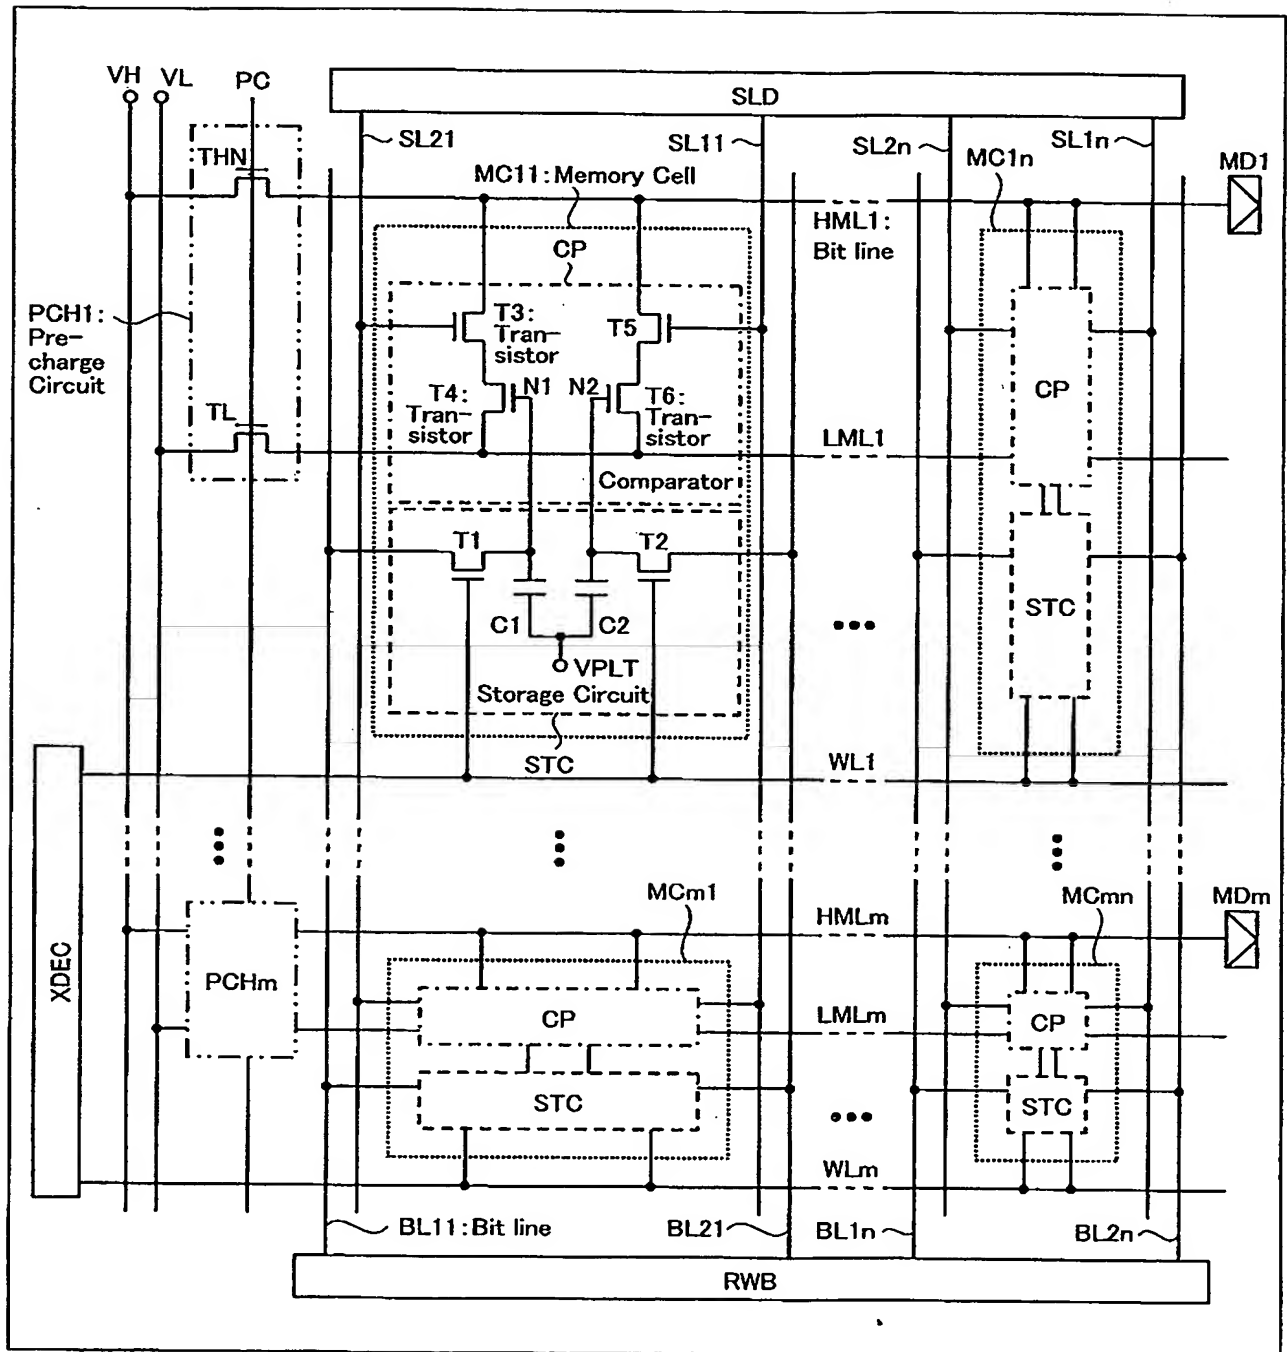 VH VL PC
SLD
SL21
SL11
SL2n
SL1n
THN
MC11:Memory Cell
MC1n
MD1
CP
HML1:
Bit line
PCH1:
Pre-
charge
Circuit
T3:
Tran-
sistor
T5
T4:
Tran-
sistor
N1
N2
T6:
Tran-
sistor
CP
TL
LML1
Comparator
T1
T2
STC
C1
C2
VPLT
Storage Circuit
STC
WL1
XDEC
MCm1
MCmn
HMLm
MDm
PCHm
CP
LMLm
CP
STC
STC
WLm
BL11:Bit line
BL21
BL1n
BL2n
RWB